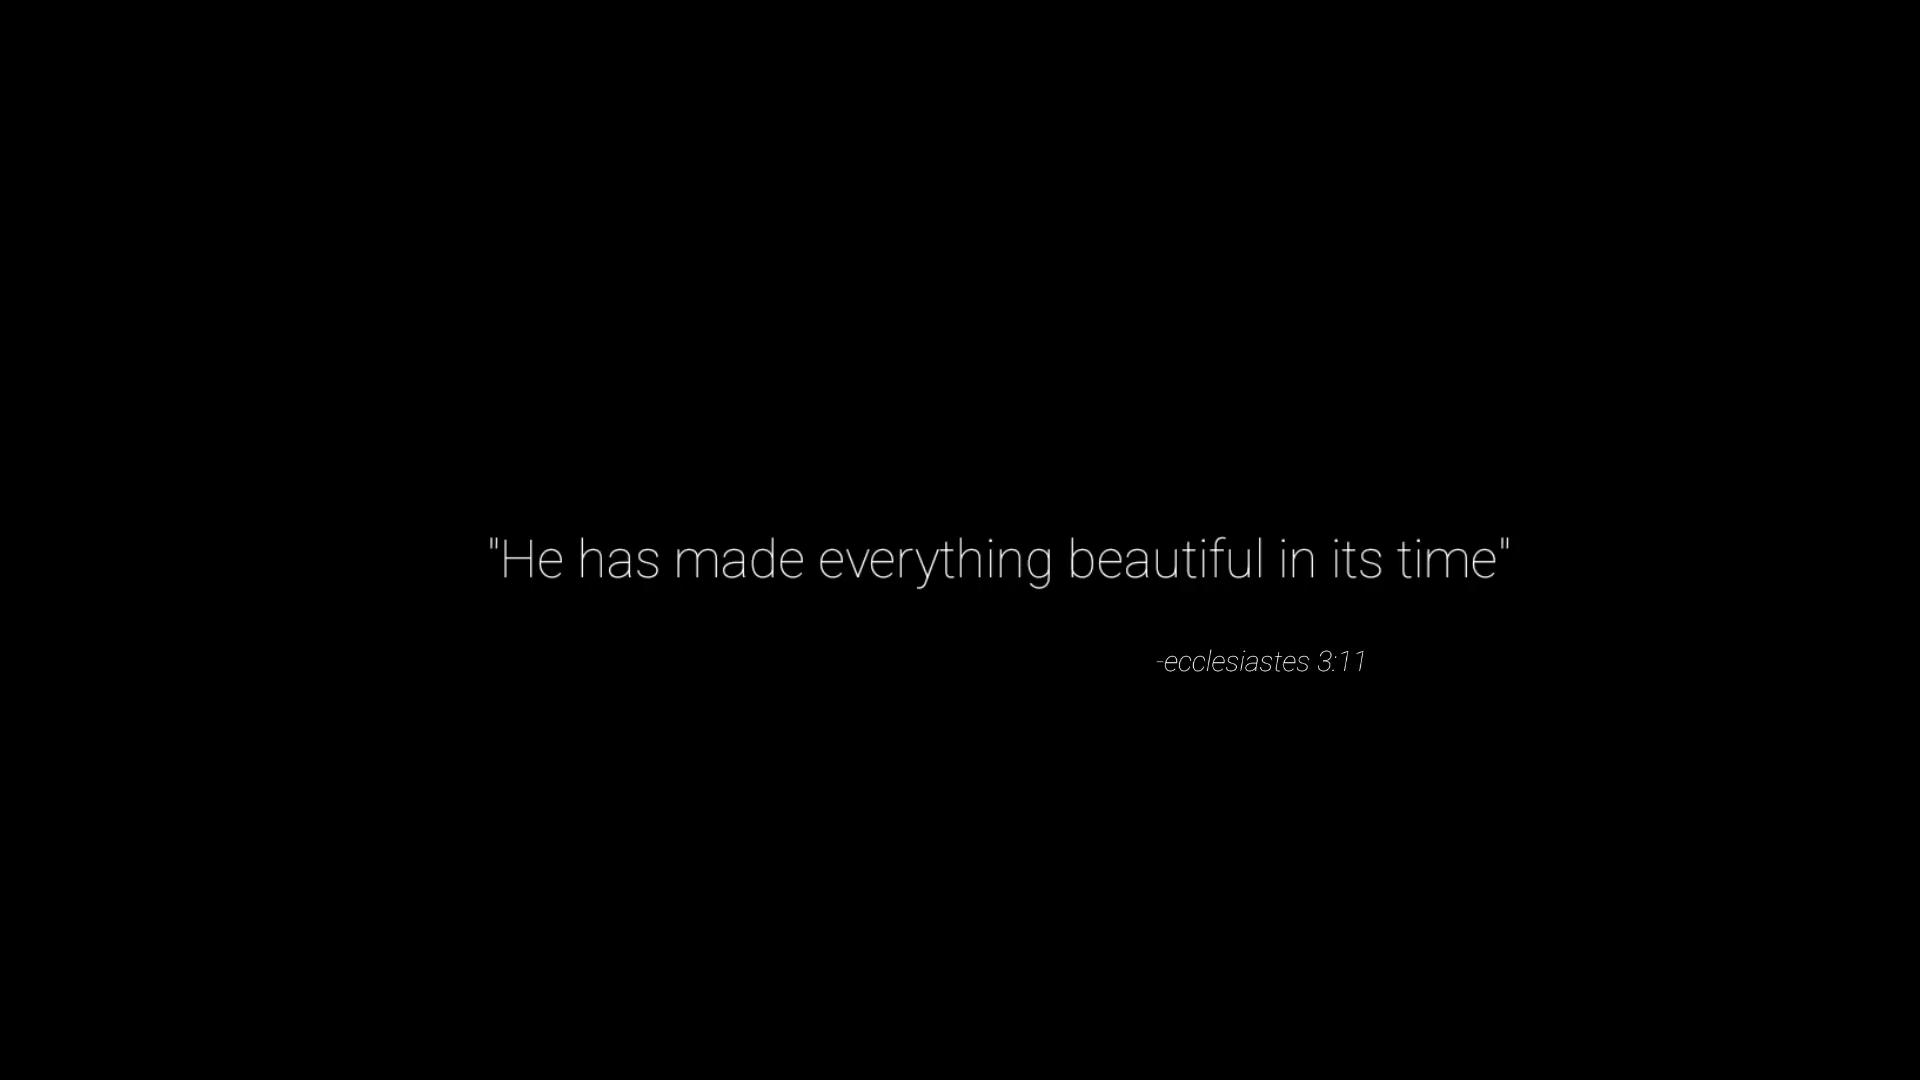 "He has made everything beautiful in its time"
-ecclesiastes 3:11